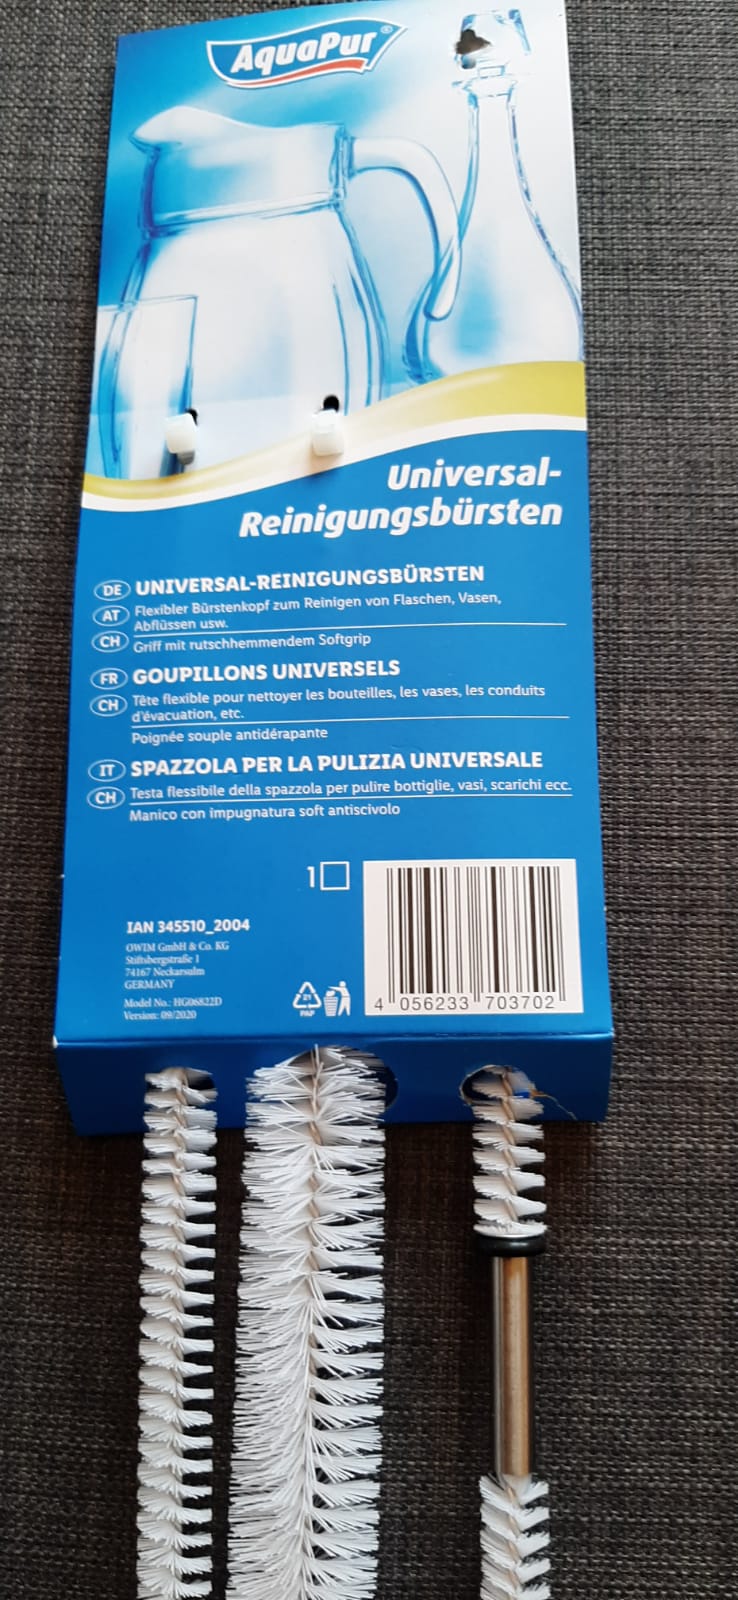 AquaPur®
Universal-
Reinigungsbürsten
DE UNIVERSAL-REINIGUNGSBÜRSTEN
AT Flexibler Bürstenkopf zum Reinigen von Flaschen, Vasen,
Abflüssen usw.
CH Griff mit rutschhemmendem Softgrip
FR GOUPILLONS UNIVERSELS
CH Tête flexible pour nettoyer les bouteilles, les vases, les conduits
d'évacuation, etc.
Poignée souple antidérapante
IT SPAZZOLA PER LA PULIZIA UNIVERSALE
CH Testa flessibile della spazzola per pulire bottiglie, vasi, scarichi ecc.
Manico con impugnatura soft antiscivolo
1
IAN 345510_2004
OWIM GmbH & Co. KG
Stiftsbergstraße 1
74167 Neckarsulm
GERMANY
Model No.: HG06822D
Version: 09/2020
21
PAP
4 056233 703702